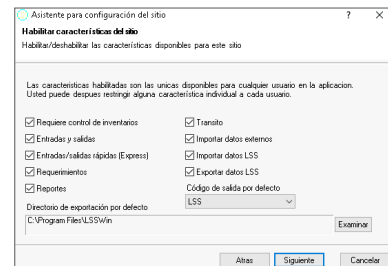 Asistente para configuración del sitio
Habilitar características del sitio
Habilitar/deshabilitar las características disponibles para este sitio
Las características habilitadas son las unicas disponibles para cualquier usuario en la aplicacion.
Usted puede despues restringir alguna característica individual a cada usuario.
Requiere control de inventarios
Transito
Entradas y salidas
Importar datos externos
Entradas/salidas rápidas (Express)
Importar datos LSS
Requerimientos
Exportar datos LSS
Reportes
Código de salida por defecto
LSS
Directorio de exportación por defecto
C:\Program Files\LSSWin
Examinar
Atras
Siguiente
Cancelar